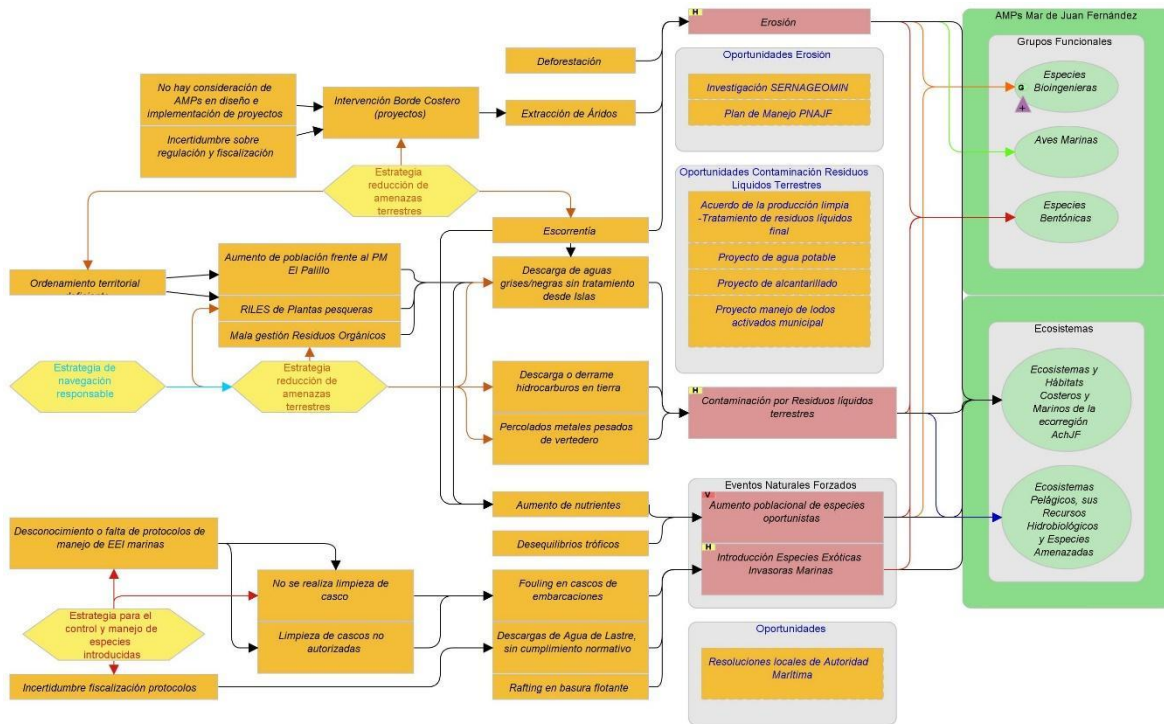 H
Erosión
AMPs Mar de Juan Fernández
Grupos Funcionales
Deforestación
Oportunidades Erosión
Investigación SERNAGEOMIN
Plan de Manejo PNAJF
No hay consideración de
AMPs en diseño e
implementación de proyectos
Incertidumbre sobre
regulación y fiscalización
Intervención Borde Costero
(proyectos)
Extracción de Áridos
Especies
Bioingenieras
G
+
Aves Marinas
Especies
Bentónicas
Estrategia
reducción de
amenazas
terrestres
Oportunidades Contaminación Residuos
Liquidos Terrestres
Acuerdo de la producción limpia
-Tratamiento de residuos líquidos
final
Proyecto de agua potable
Proyecto de alcantarillado
Proyecto manejo de lodos
activados municipal
Escorrentía
Ordenamiento territorial
Aumento de población frente al PM
El Palillo
RILES de Plantas pesqueras
Mala gestión Residuos Orgánicos
Descarga de aguas
grises/negras sin tratamiento
desde Islas
Estrategia
de navegación
responsable
Estrategia
reducción de
amenazas
terrestres
Descarga o derrame
hidrocarburos en tierra
Percolados metales pesados
de vertedero
H
Contaminación por Residuos líquidos
terrestres
Ecosistemas
Ecosistemas y
Hábitats
Costeros y
Marinos de la
ecorregión
AchJF
Ecosistemas
Pelágicos, sus
Recursos
Hidrobiológicos
y Especies
Amenazadas
Aumento de nutrientes
Desequilibrios tróficos
Eventos Naturales Forzados
V
Aumento poblacional de especies
oportunistas
H
Introducción Especies Exóticas
Invasoras Marinas
Desconocimiento o falta de protocolos de
manejo de EEI marinas
No se realiza limpieza de
casco
Limpieza de cascos no
autorizadas
Estrategia para el
control y manejo de
especies
introducidas
Incertidumbre fiscalización protocolos
Fouling en cascos de
embarcaciones
Descargas de Agua de Lastre,
sin cumplimiento normativo
Rafting en basura flotante
Oportunidades
Resoluciones locales de Autoridad
Marítima